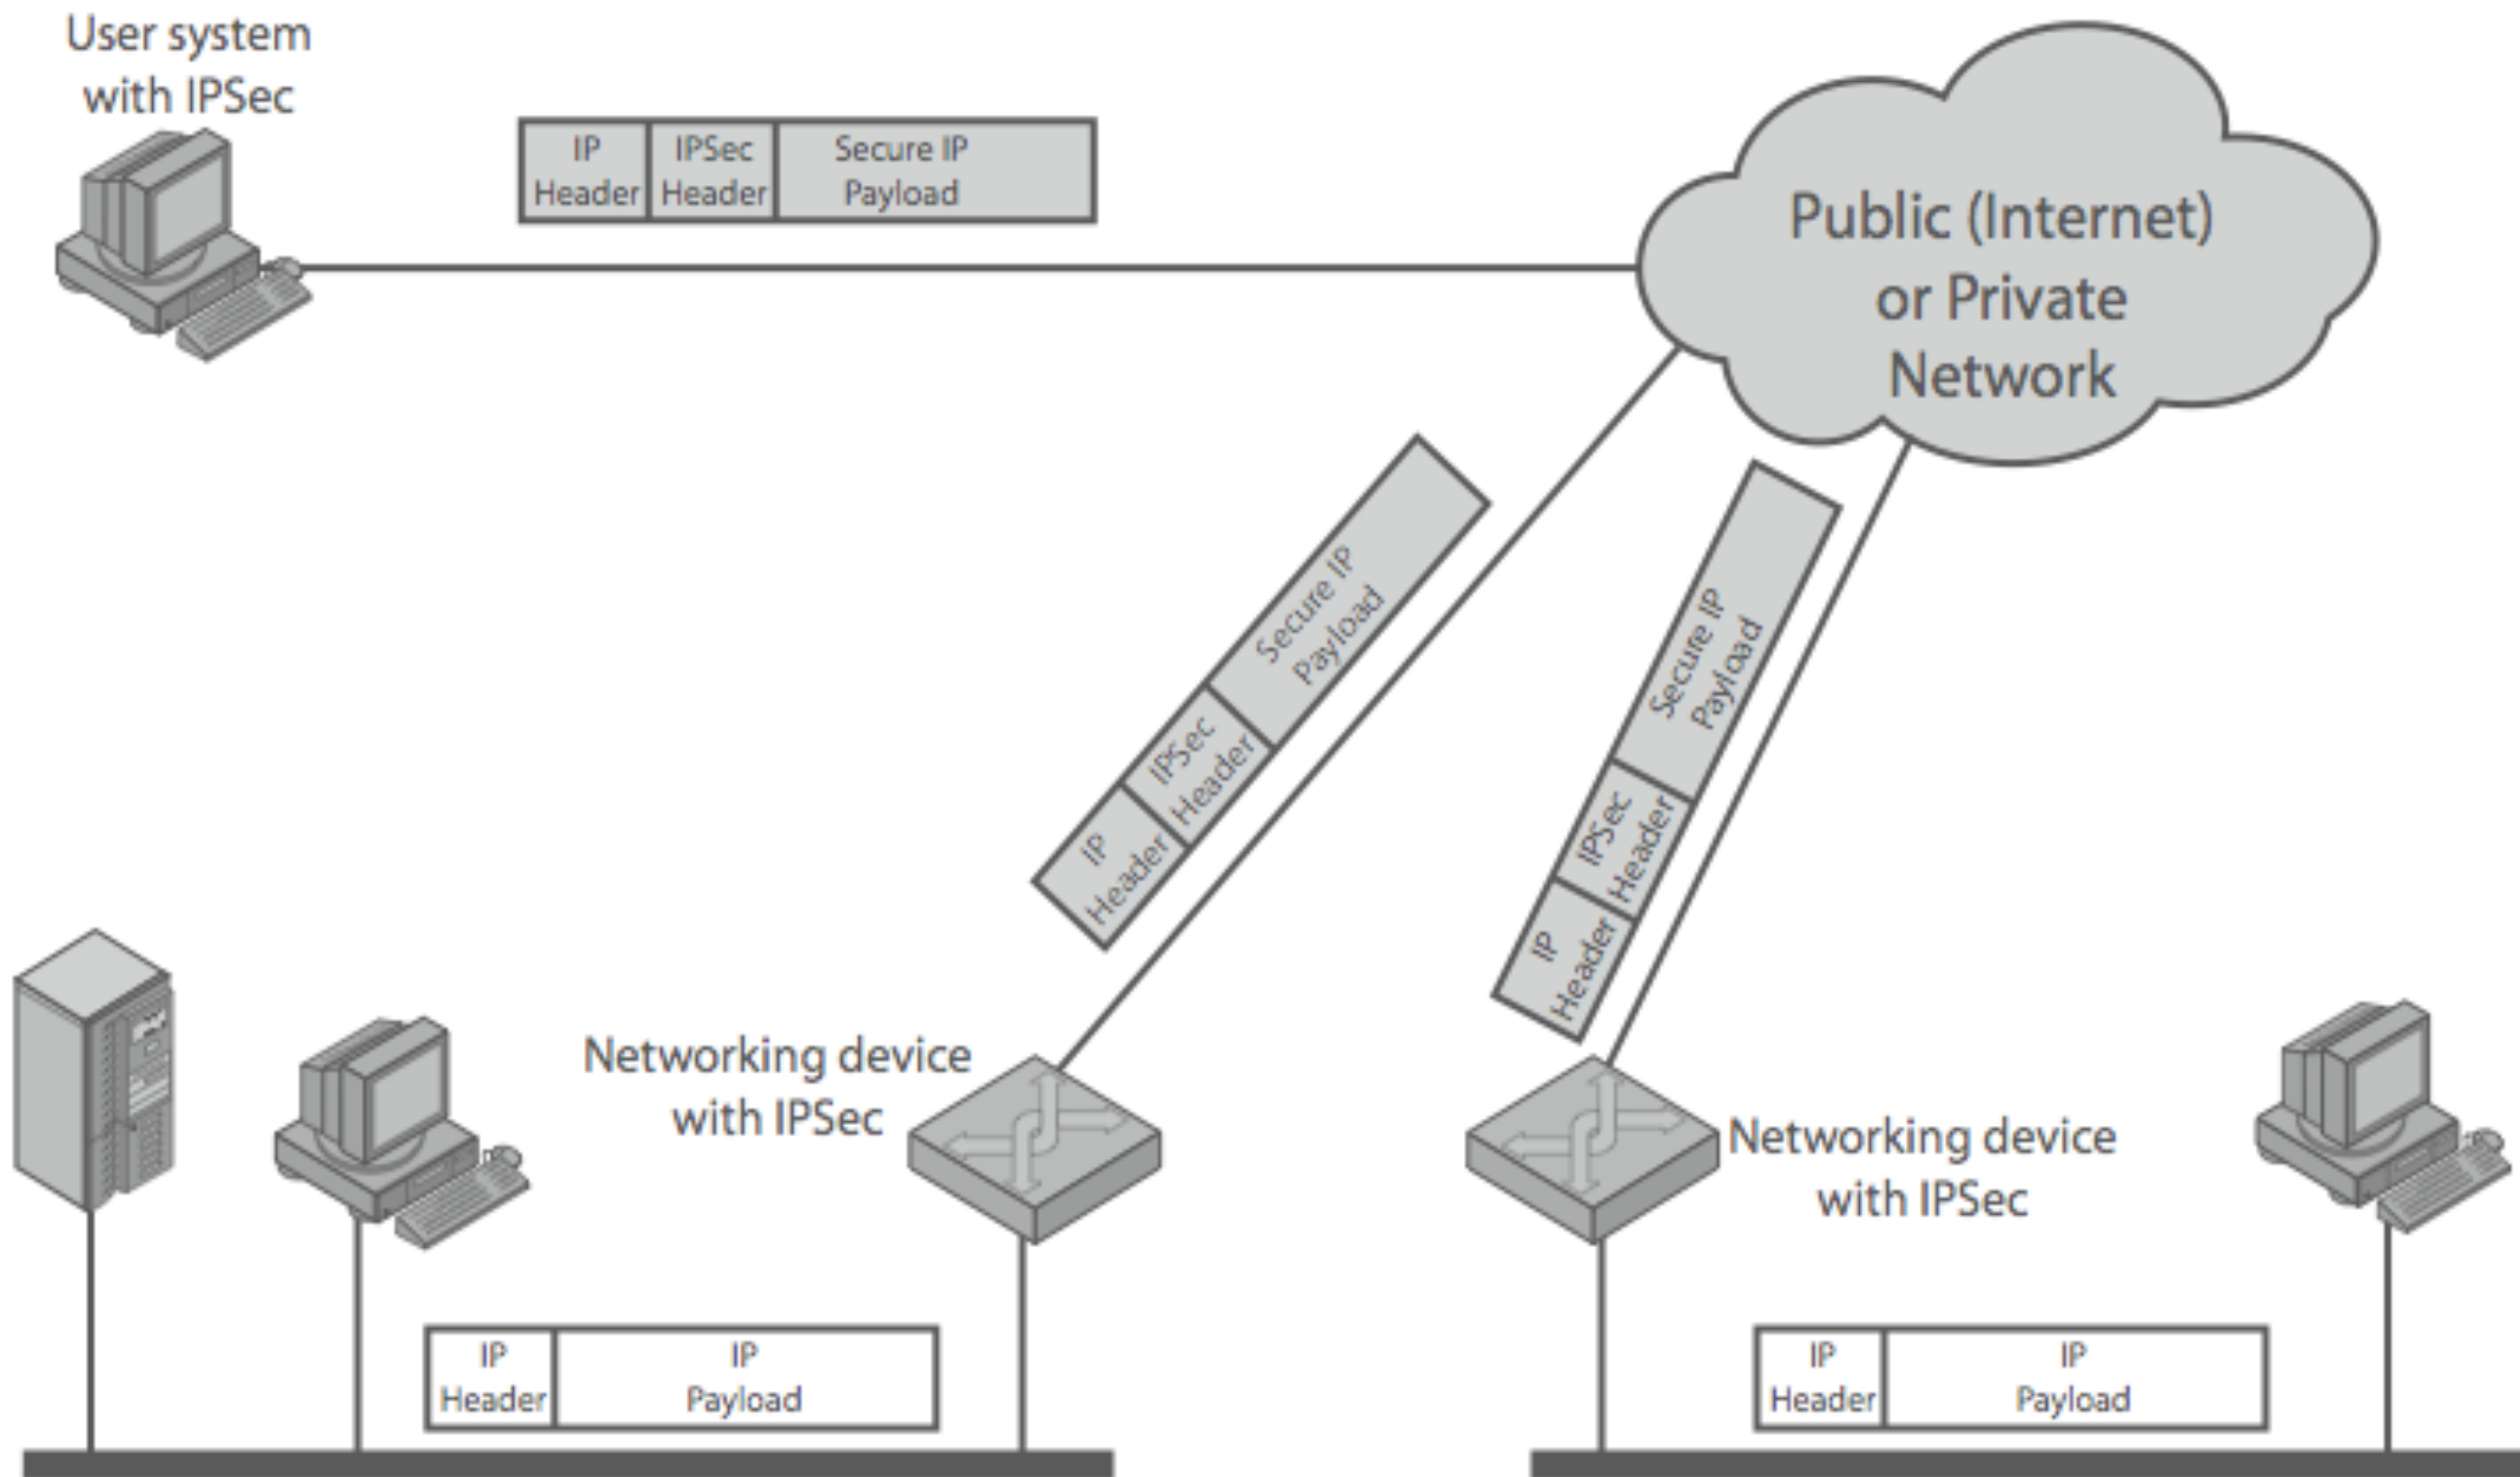 User system
with IPSec
IP
Header
IPSec
Header
Secure IP
Payload
Public (Internet)
or Private
Network
Secure IP
Payload
IPSec
Header
IP
Header
Secure IP
Payload
IPSec
Header
IP
Header
Networking device
with IPSec
Networking device
with IPSec
IP
Header
IP
Payload
IP
Header
IP
Payload